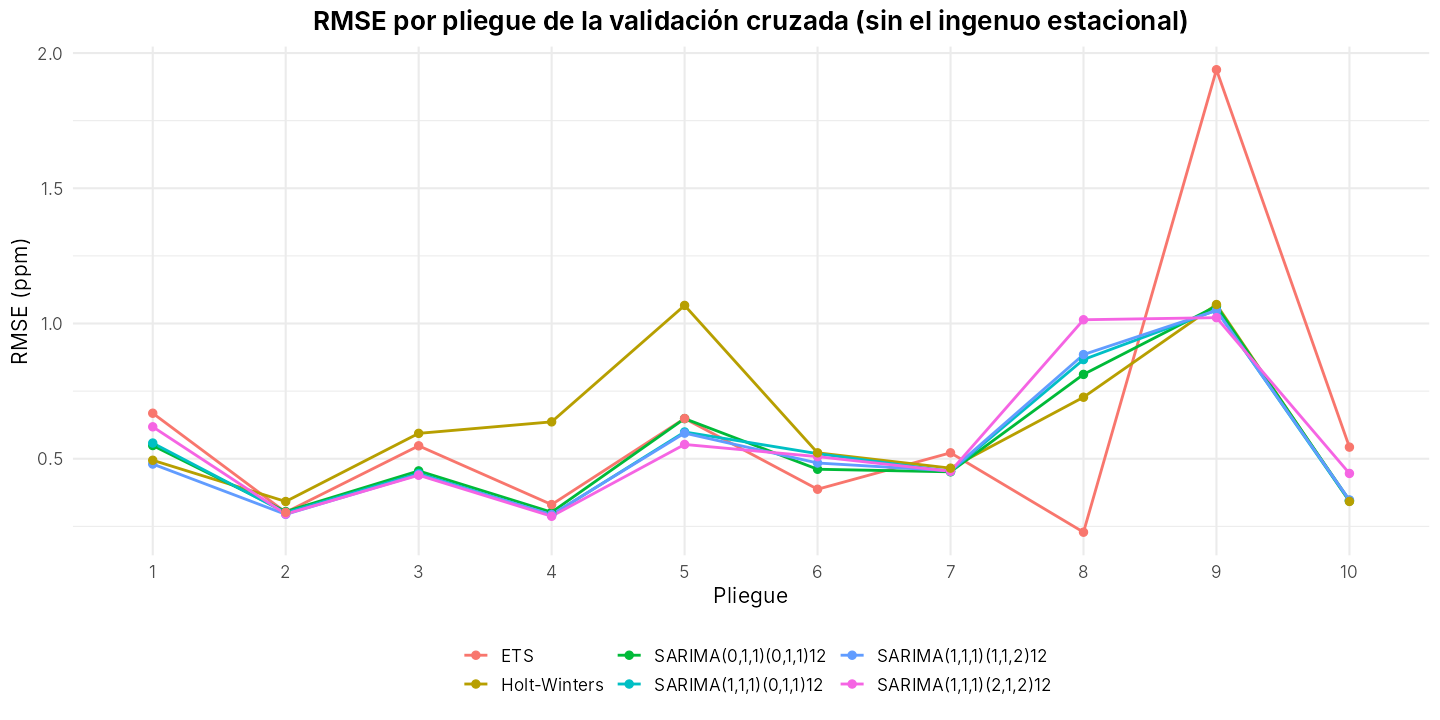 RMSE por pliegue de la validación cruzada (sin el ingenuo estacional)
RMSE (ppm)
2.0
1.5
1.0
0.5
1 2 3 4 5 6 7 8 9 10
Pliegue
ETS SARIMA(0,1,1)(0,1,1)12 SARIMA(1,1,1)(1,1,2)12
Holt-Winters SARIMA(1,1,1)(0,1,1)12 SARIMA(1,1,1)(2,1,2)12